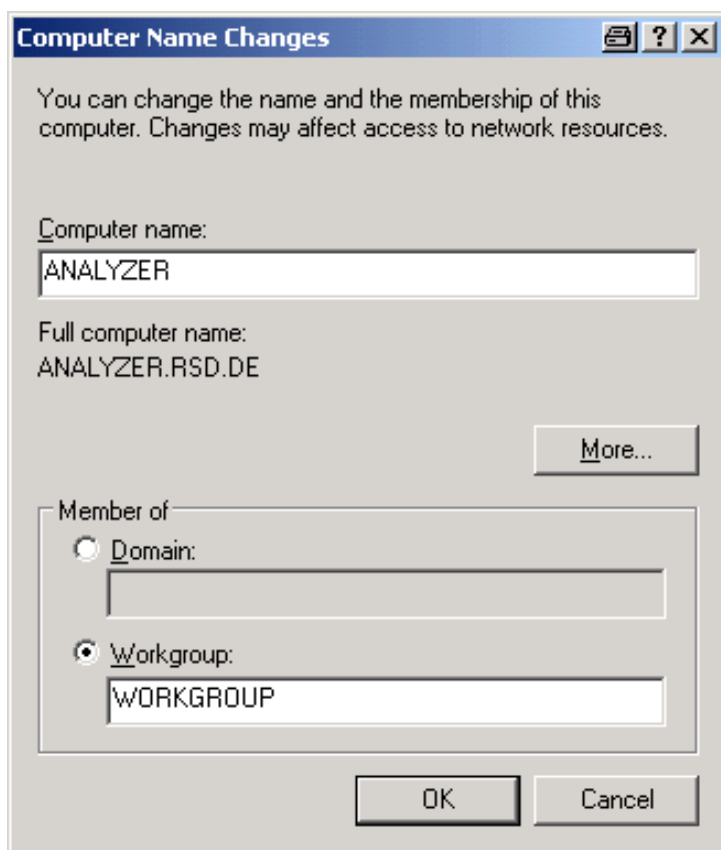 Computer Name Changes
You can change the name and the membership of this
computer. Changes may affect access to network resources.
Computer name:
ANALYZER
Full computer name:
ANALYZER.RSD.DE
More...
Member of
Domain:
Workgroup:
WORKGROUP
OK Cancel